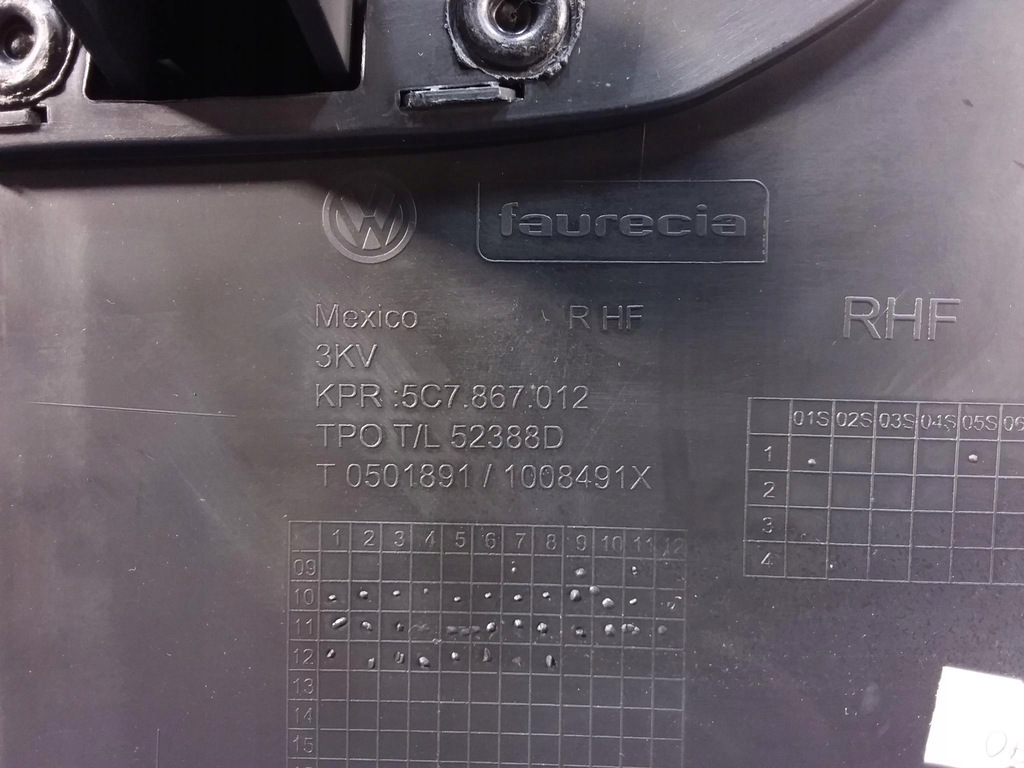 VW faurecia
Mexico R HF RHF
3KV
KPR :5C7.867.012
TPO T/L 52388D
T 0501891 / 1008491X
01S 02S 03S 04S 05S 06
1
2
3
4
1 2 3 4 5 6 7 8 9 10 11 12
09
10
11
12
13
14
15